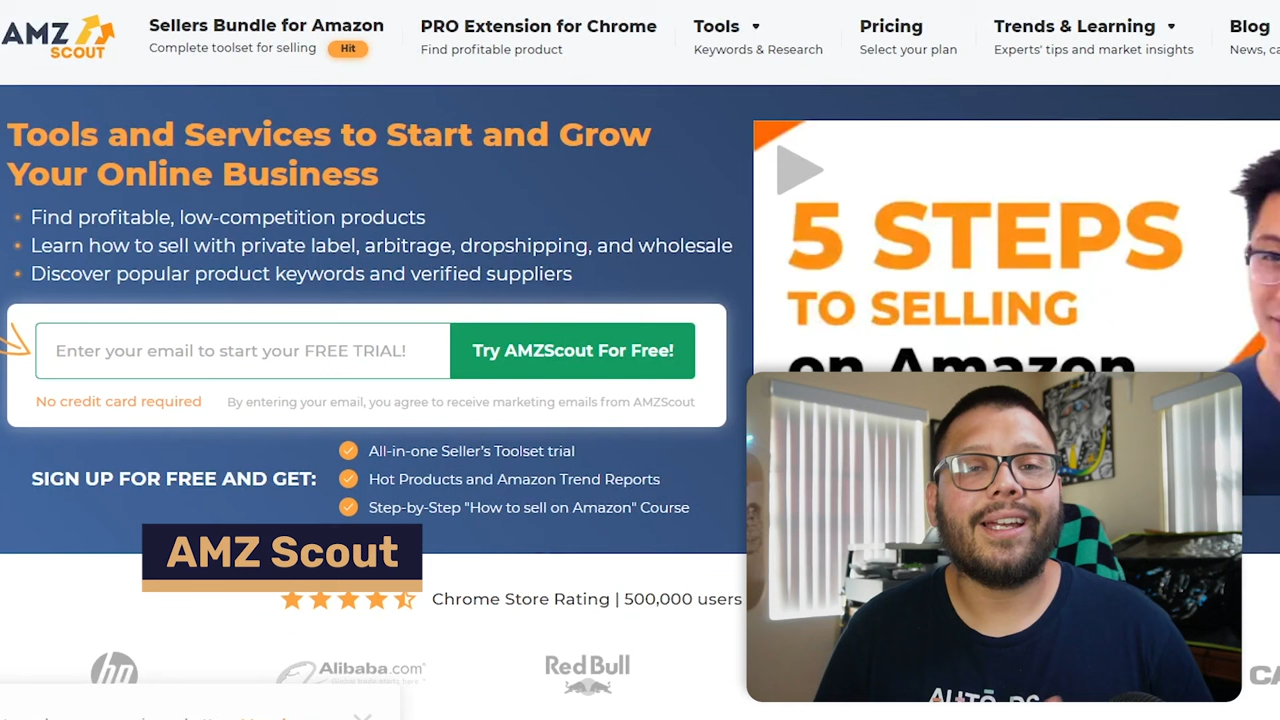 AMZ
SCOUT
Sellers Bundle for Amazon
Complete toolset for selling
Hit
PRO Extension for Chrome
Find profitable product
Tools
Keywords & Research
Pricing
Select your plan
Trends & Learning
Experts' tips and market insights
Blog
News,
Tools and Services to Start and Grow
Your Online Business
Find profitable, low-competition products
Learn how to sell with private label, arbitrage, dropshipping, and wholesale
Discover popular product keywords and verified suppliers
Enter your email to start your FREE TRIAL!
Try AMZScout For Free!
No credit card required
By entering your email, you agree to receive marketing emails from AMZScout
SIGN UP FOR FREE AND GET:
All-in-one Seller's Toolset trial
Hot Products and Amazon Trend Reports
Step-by-Step "How to sell on Amazon" Course
5 STEPS
TO SELLING
on Amazon
AMZ Scout
Chrome Store Rating | 500,000 users
hp
Alibaba.com
Global trade starts here.
Red Bull